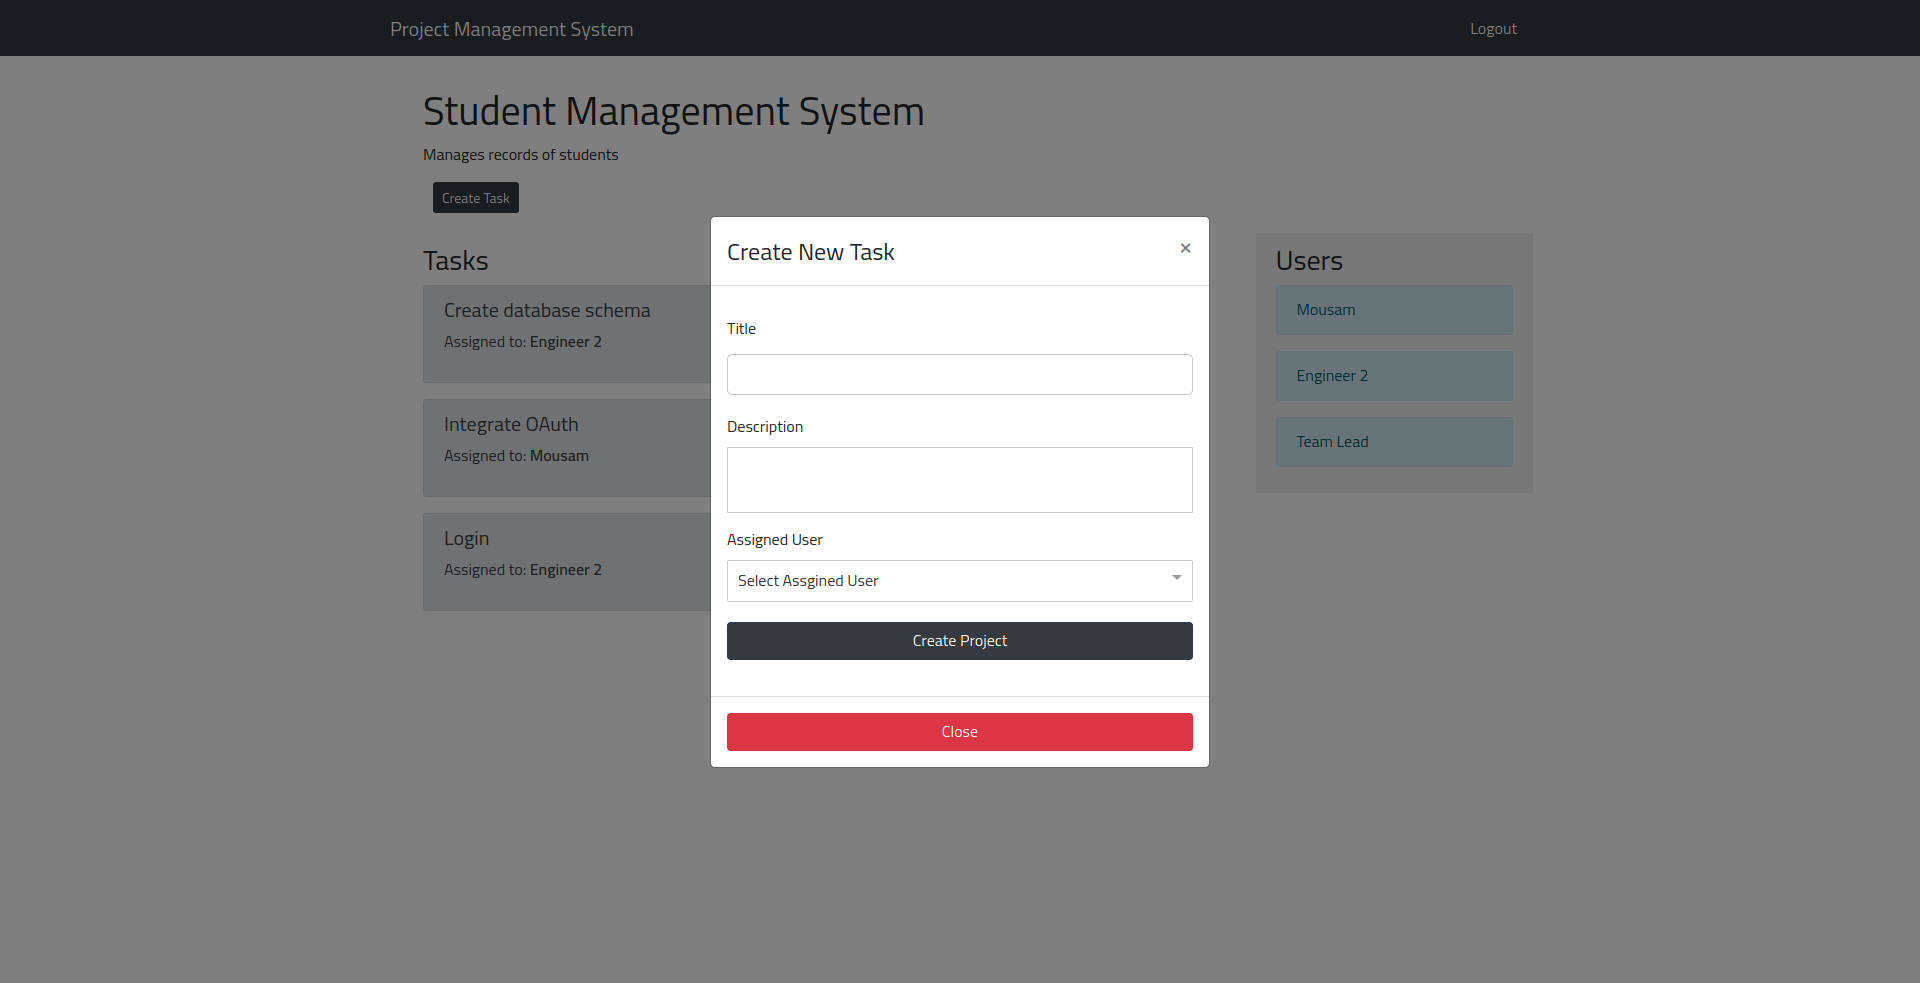 Project Management System
Logout
Student Management System
Manages records of students
Create Task
Tasks
Create database schema
Assigned to: Engineer 2
Integrate OAuth
Assigned to: Mousam
Login
Assigned to: Engineer 2
Create New Task
×
Title
Description
Assigned User
Select Assgined User
Create Project
Close
Users
Mousam
Engineer 2
Team Lead